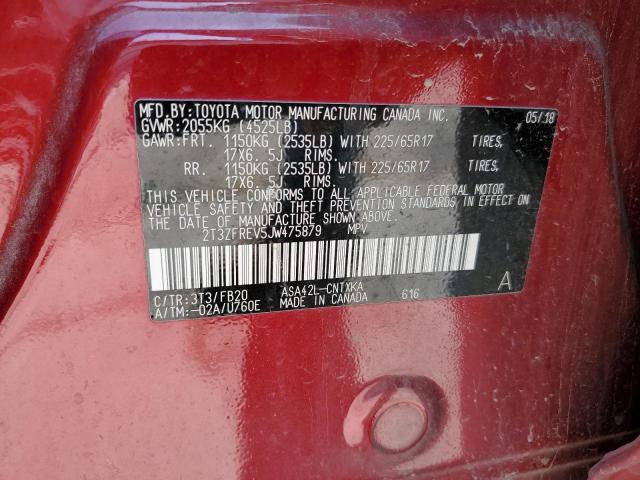 MFD.BY:TOYOTA MOTOR MANUFACTURING CANADA INC. 05/18
GVWR:2055KG (4525LB)
GAWR:FRT. 1150KG (2535LB) WITH 225/65R17 TIRES,
17X6. 5J RIMS.
RR. 1150KG (2535LB) WITH 225/65R17 TIRES,
17X6. 5J RIMS.
THIS VEHICLE CONFORMS TO ALL APPLICABLE FEDERAL MOTOR
VEHICLE SAFETY AND THEFT PREVENTION STANDARDS IN EFFECT ON
THE DATE OF MANUFACTURE SHOWN ABOVE.
2T3ZFREV5JW475879 MPV
C/TR:3T3/FB20 ASA42L-CNTXKA A
A/TM:-02A/U760E MADE IN CANADA 616